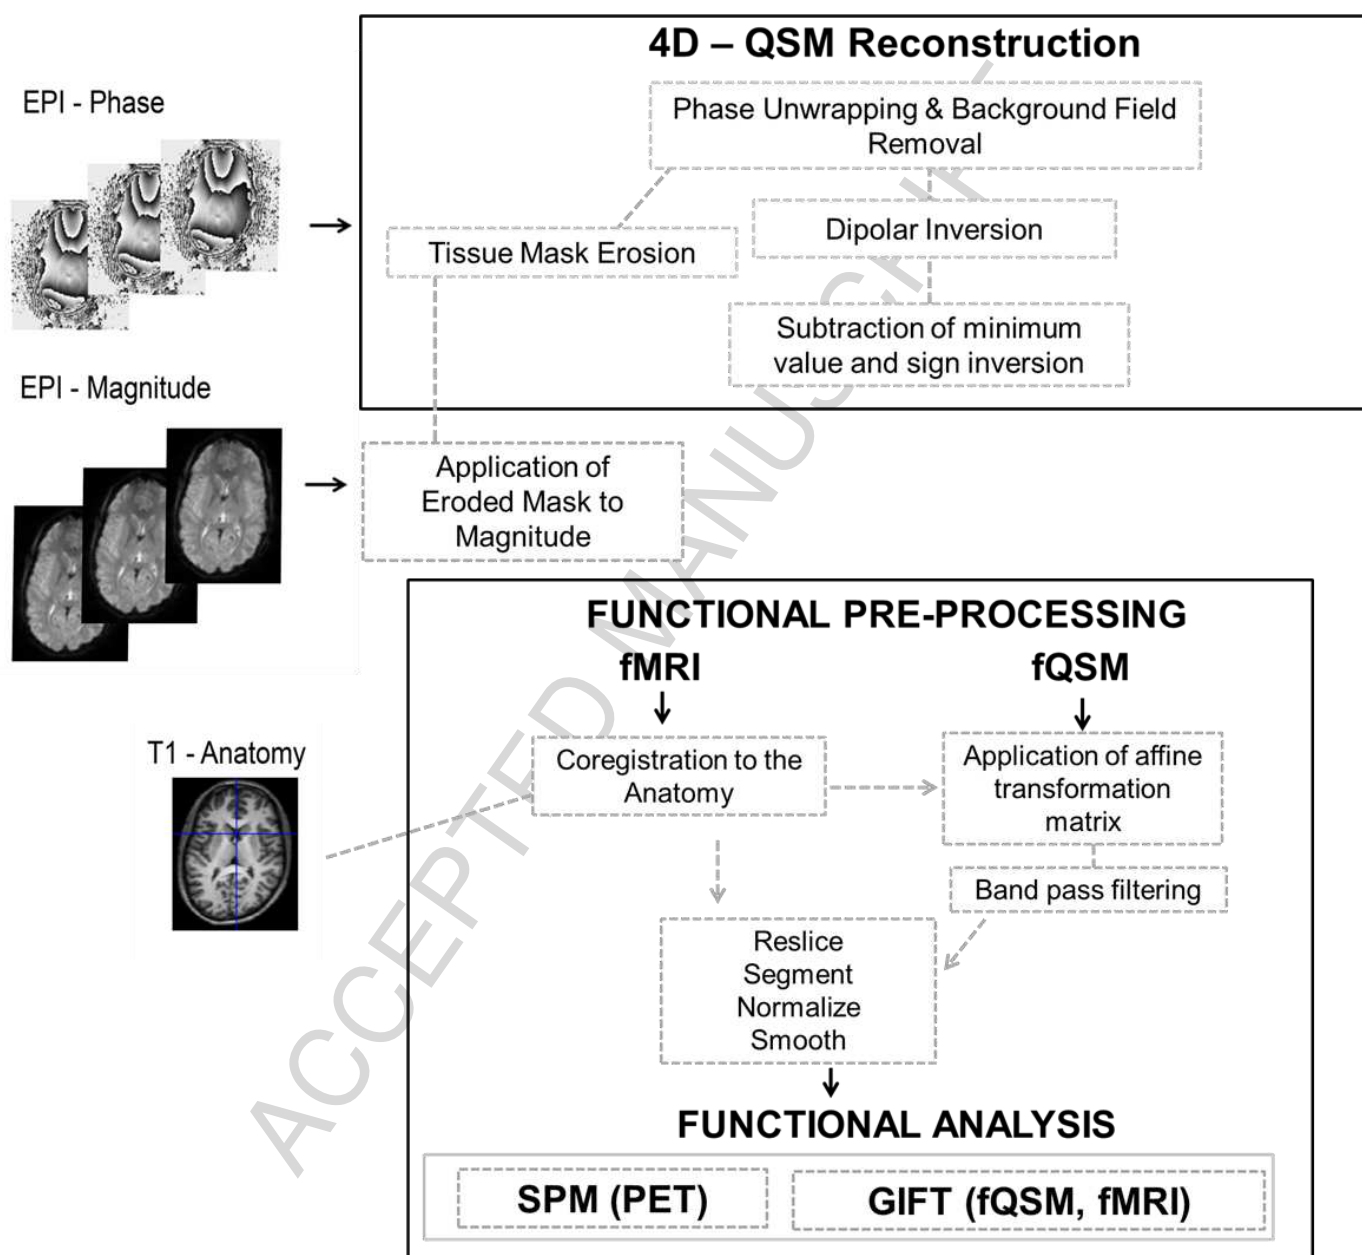 4D – QSM Reconstruction
EPI - Phase
Phase Unwrapping & Background Field
Removal
Tissue Mask Erosion
Dipolar Inversion
Subtraction of minimum
value and sign inversion
EPI - Magnitude
Application of
Eroded Mask to
Magnitude
FUNCTIONAL PRE-PROCESSING
fMRI
fQSM
T1 - Anatomy
Coregistration to the
Anatomy
Application of affine
transformation
matrix
Band pass filtering
Reslice
Segment
Normalize
Smooth
FUNCTIONAL ANALYSIS
SPM (PET)
GIFT (fQSM, fMRI)
ACCEPTED MANUSCRIPT